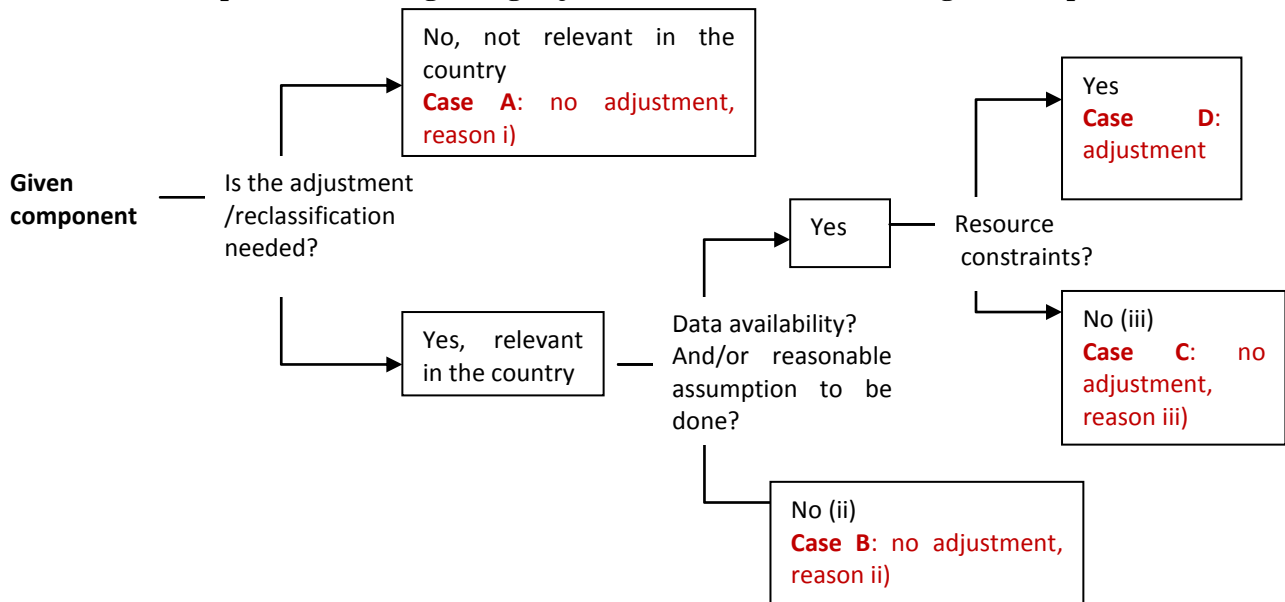 No, not relevant in the
country
Case A: no adjustment,
reason i)
Given
component
Is the adjustment
/reclassification
needed?
Yes, relevant
in the country
Data availability?
And/or reasonable
assumption to be
done?
Yes
Resource
constraints?
Yes
Case D:
adjustment
No (iii)
Case C: no
adjustment,
reason iii)
No (ii)
Case B: no adjustment,
reason ii)